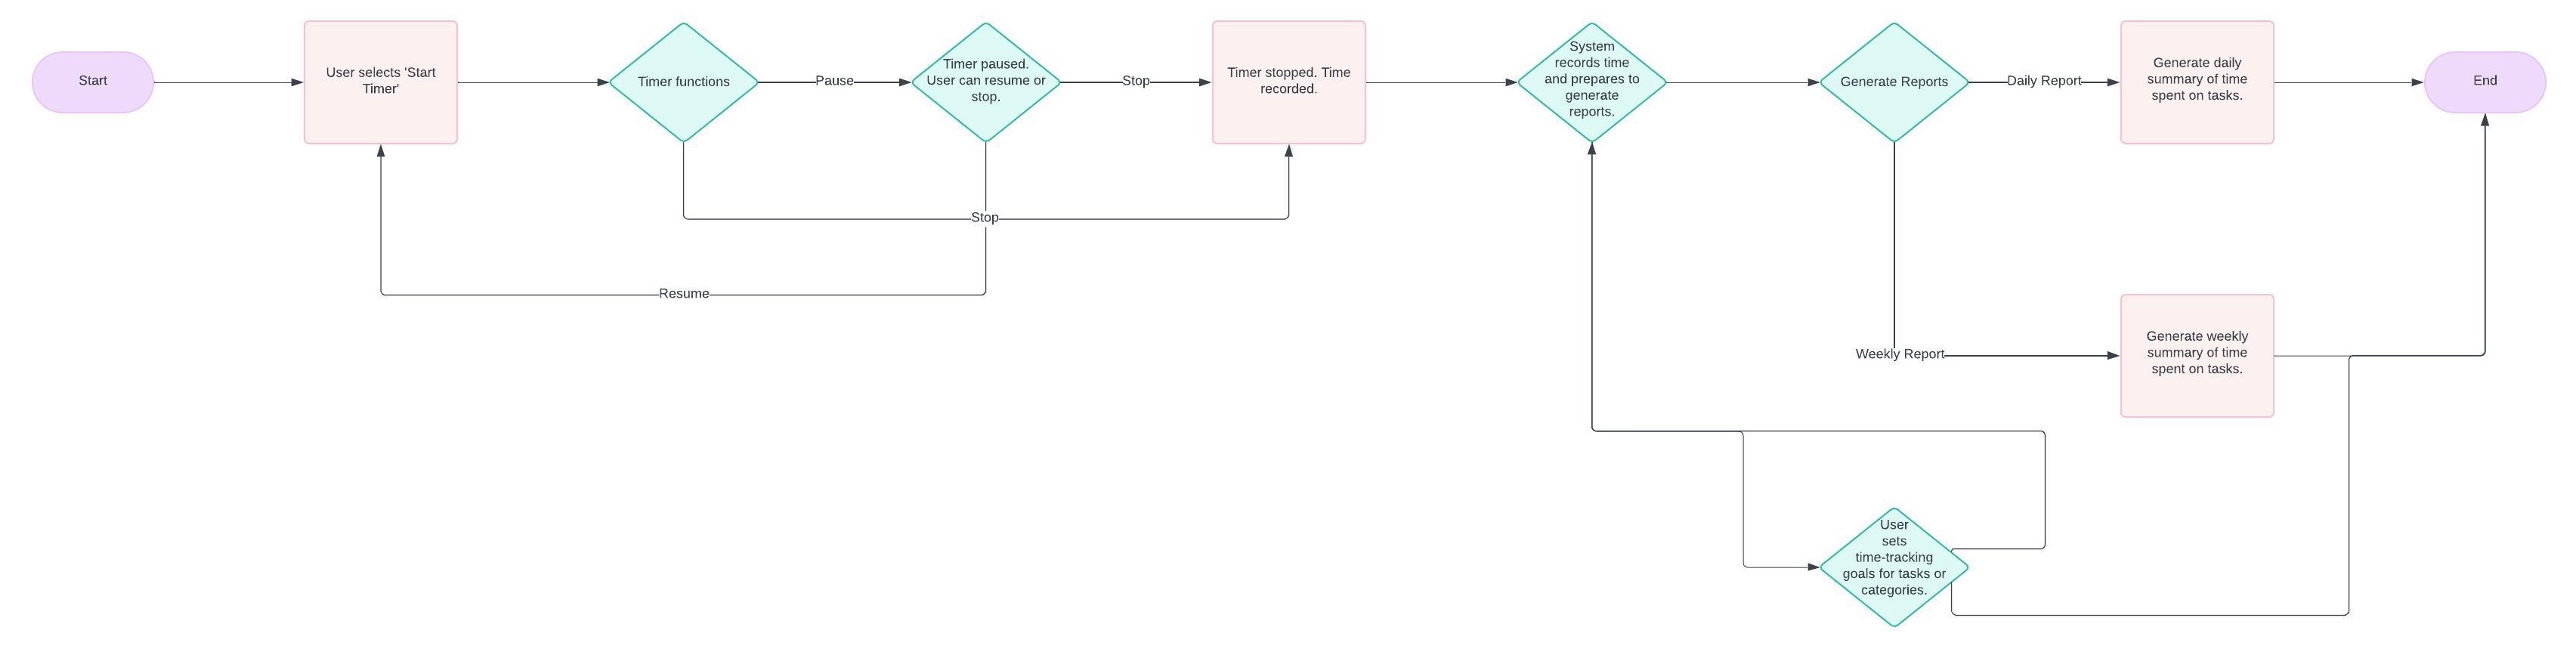 Start
User selects 'Start
Timer'
Timer functions
Pause
Timer paused.
User can resume or
stop.
Stop
Timer stopped. Time
recorded.
System
records time
and prepares to
generate
reports.
Generate Reports
Daily Report
Generate daily
summary of time
spent on tasks.
End
Stop
Resume
Weekly Report
Generate weekly
summary of time
spent on tasks.
User
sets
time-tracking
goals for tasks or
categories.